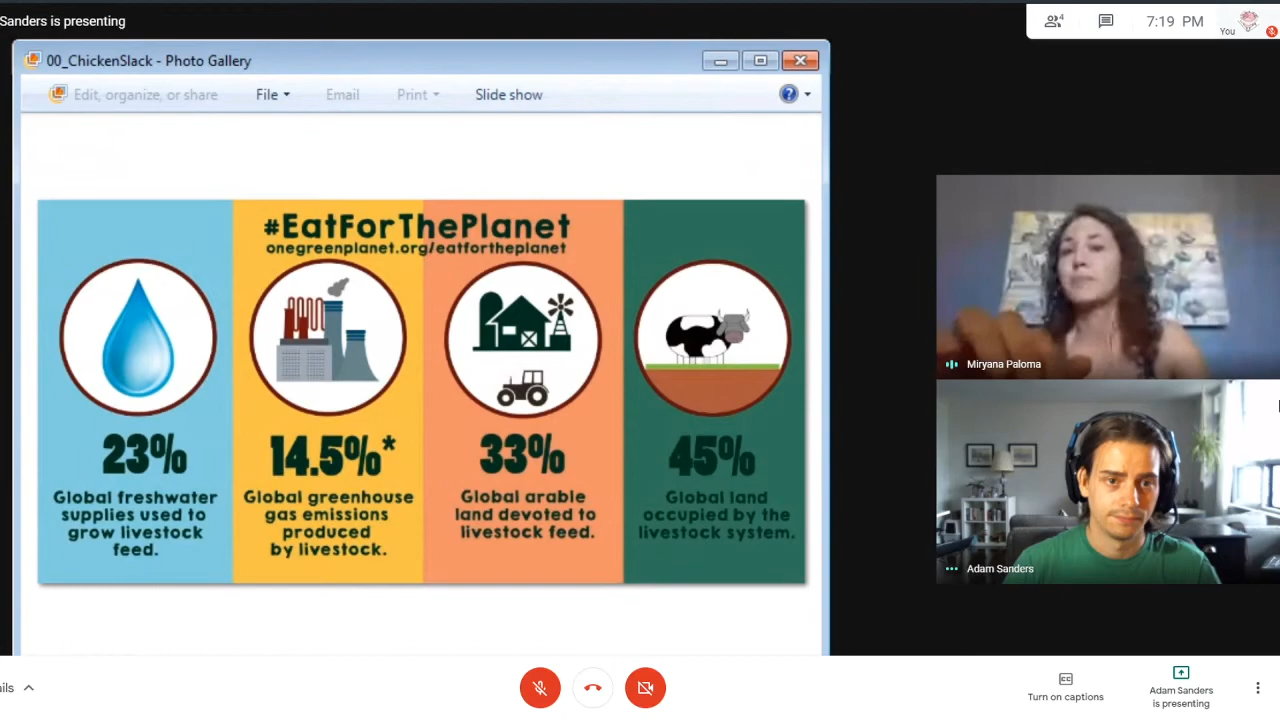 Sanders is presenting
4
7:19 PM
You
00_ChickenSlack - Photo Gallery
Edit, organize, or share
File
Email
Print
Slide show
?
#EatForThePlanet
onegreenplanet.org/eatfortheplanet
23%
Global freshwater
supplies used to
grow livestock
feed.
14.5%*
Global greenhouse
gas emissions
produced
by livestock.
33%
Global arable
land devoted to
livestock feed.
45%
Global land
occupied by the
livestock system.
Miryana Paloma
Adam Sanders
ails
CC
Turn on captions
Adam Sanders
is presenting